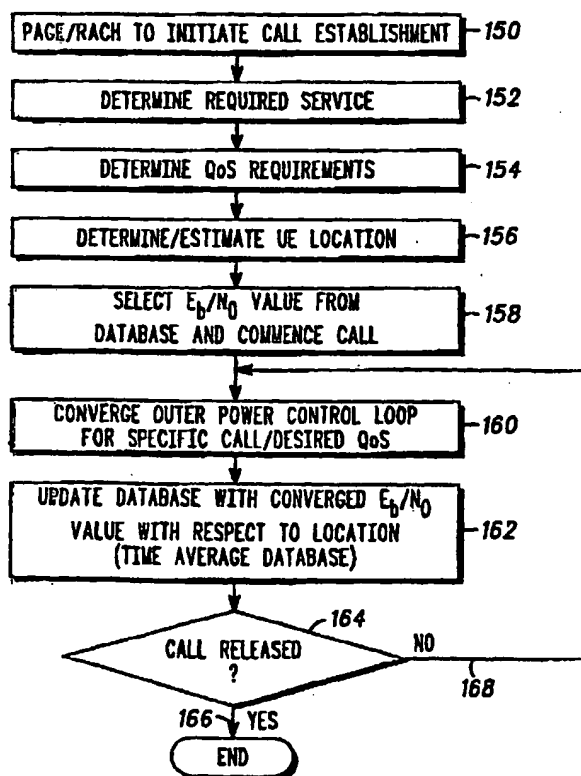 PAGE/RACH TO INITIATE CALL ESTABLISHMENT
150
DETERMINE REQUIRED SERVICE
152
DETERMINE QoS REQUIREMENTS
154
DETERMINE/ESTIMATE UE LOCATION
156
SELECT Eb/N0 VALUE FROM
DATABASE AND COMMENCE CALL
158
CONVERGE OUTER POWER CONTROL LOOP
FOR SPECIFIC CALL/DESIRED QoS
160
UPDATE DATABASE WITH CONVERGED Eb/N0
VALUE WITH RESPECT TO LOCATION
(TIME AVERAGE DATABASE)
162
164
CALL RELEASED
?
NO
168
166
YES
END